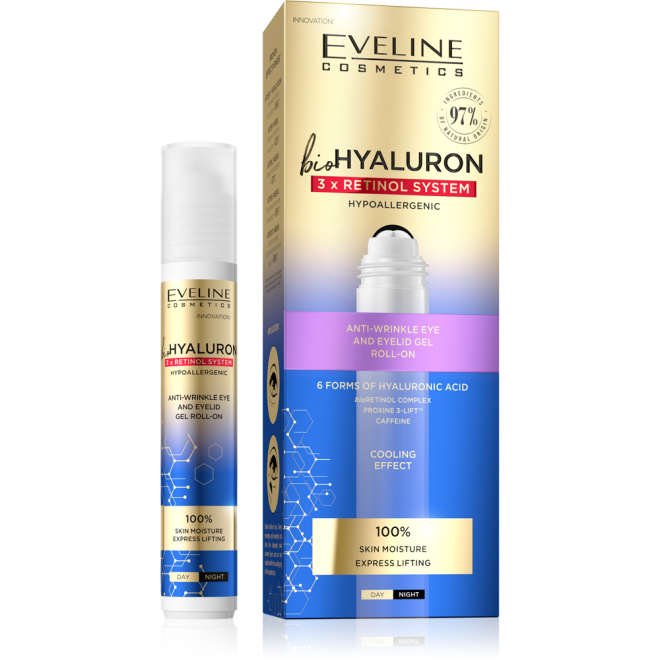 INNOVATION!
EVELINE
COSMETICS
INGREDIENTS
97%
OF NATURAL ORIGIN
bioHYALURON
3 x RETINOL SYSTEM
HYPOALLERGENIC
ANTI-WRINKLE EYE
AND EYELID GEL
ROLL-ON
6 FORMS OF HYALURONIC ACID
bioRETINOL COMPLEX
PROXINE 3-LIFT™
CAFFEINE
COOLING
EFFECT
100%
SKIN MOISTURE
EXPRESS LIFTING
DAY NIGHT
EVELINE
COSMETICS
INNOVATION!
bioHYALURON
3 x RETINOL SYSTEM
HYPOALLERGENIC
ANTI-WRINKLE EYE
AND EYELID
GEL ROLL-ON
100%
SKIN MOISTURE
EXPRESS LIFTING
DAY NIGHT